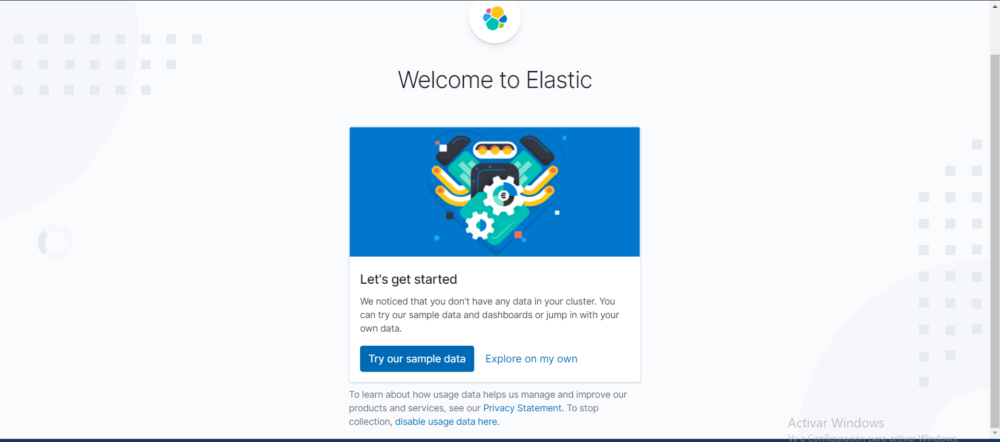 Welcome to Elastic
Let's get started
We noticed that you don't have any data in your cluster. You
can try our sample data and dashboards or jump in with your
own data.
Try our sample data
Explore on my own
To learn about how usage data helps us manage and improve our
products and services, see our Privacy Statement. To stop
collection, disable usage data here.
Activar Windows
Ve a Configuración para activar Windows.